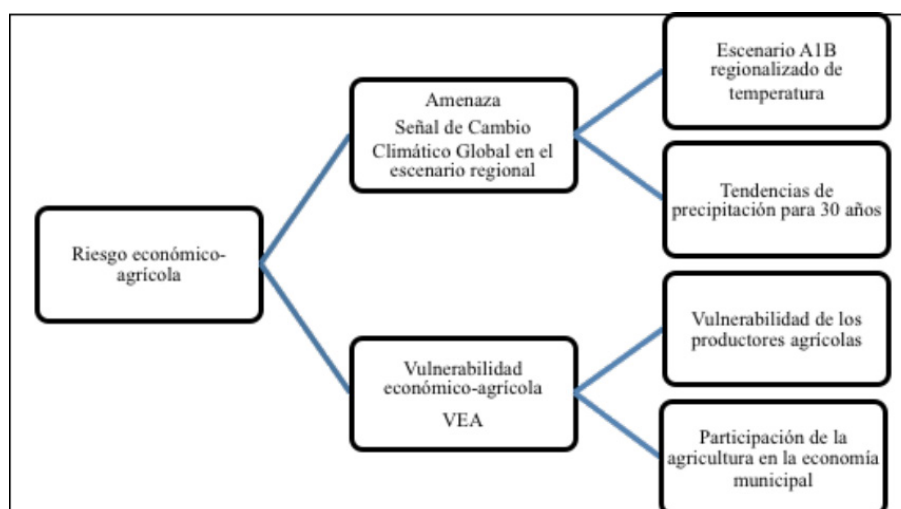 Riesgo económico-
agrícola
Amenaza
Señal de Cambio
Climático Global en el
escenario regional
Vulnerabilidad
económico-agrícola
VEA
Escenario A1B
regionalizado de
temperatura
Tendencias de
precipitación para 30 años
Vulnerabilidad de los
productores agrícolas
Participación de la
agricultura en la economía
municipal